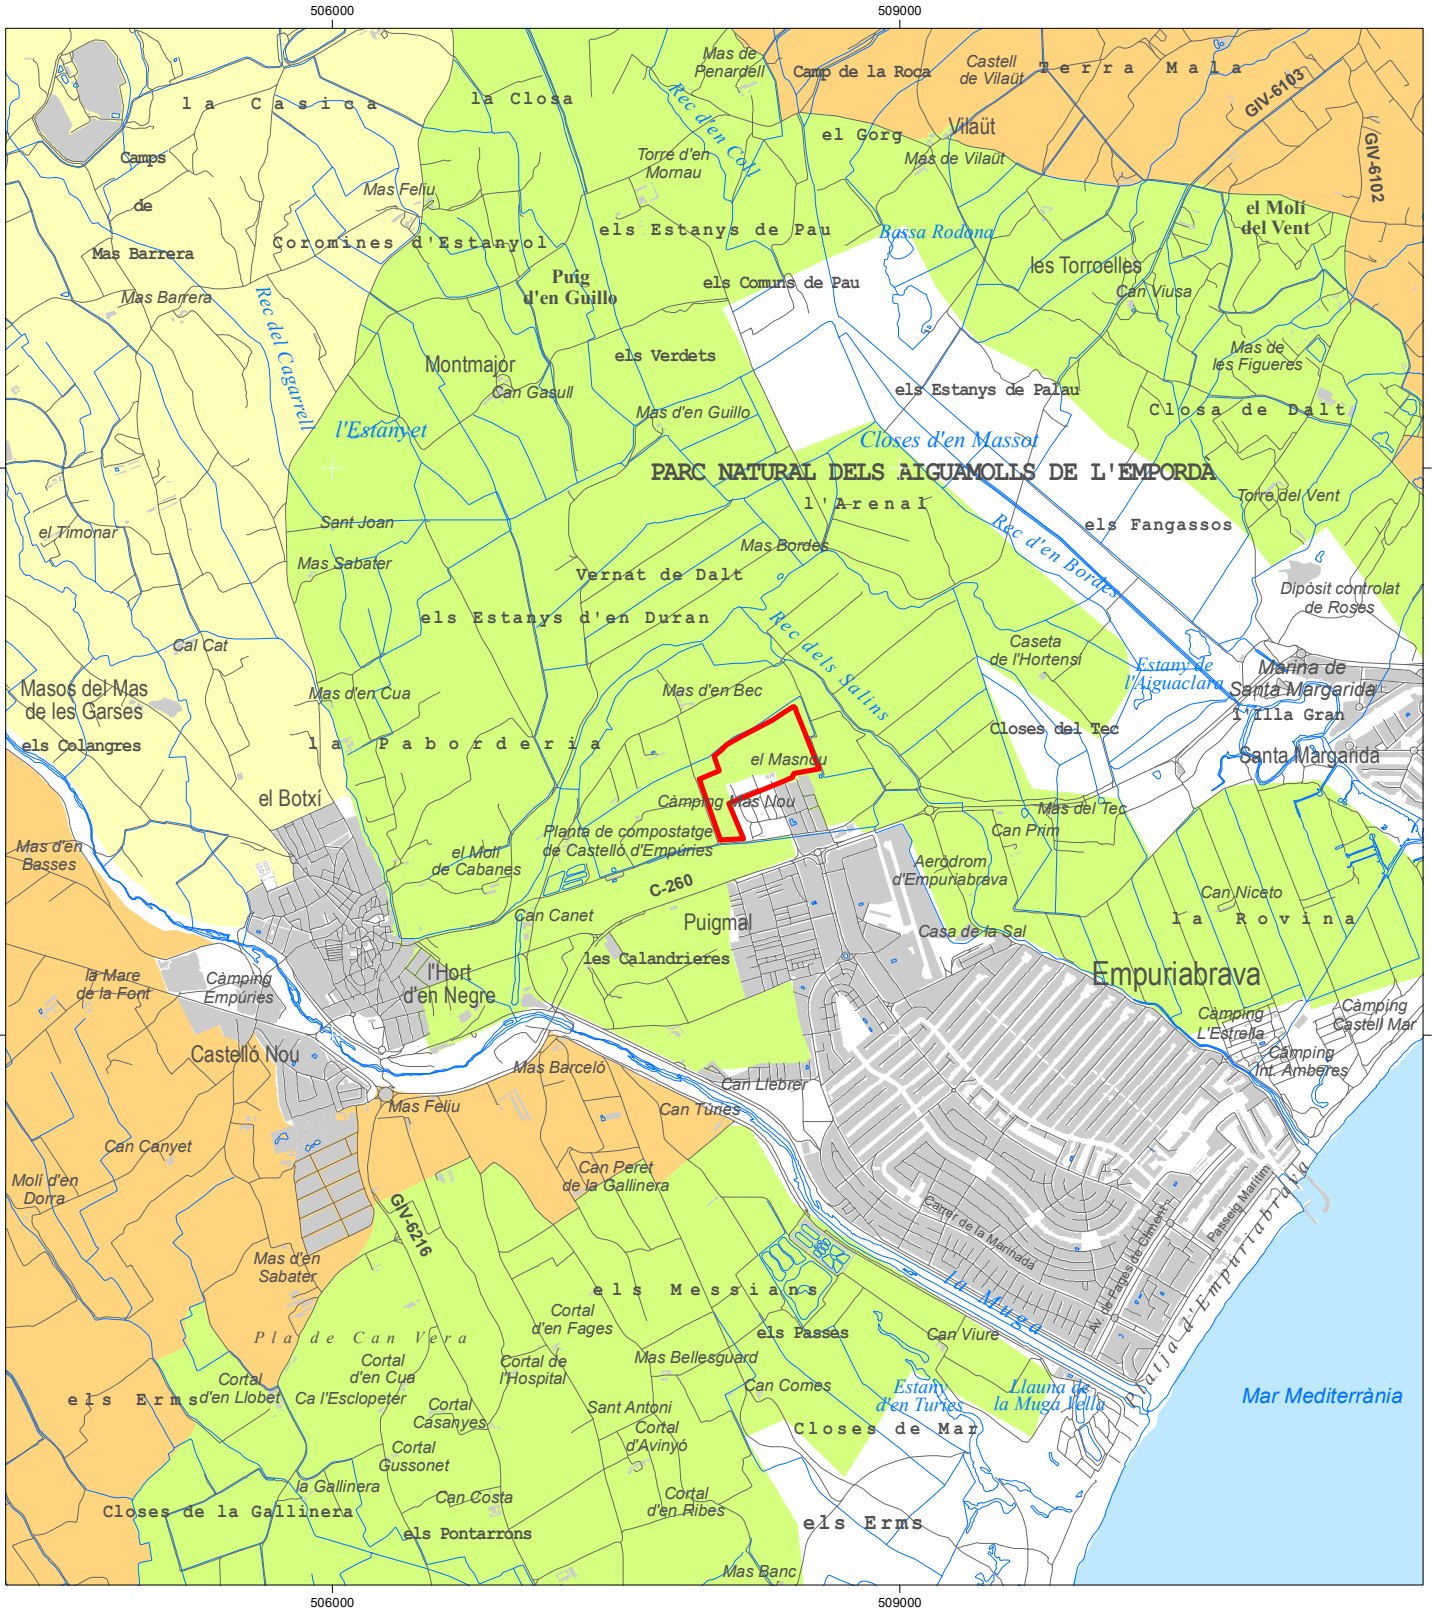 506000
509000
Mas de
Penardell
Camp de la Roca
Castell
de Vilaüt
Terra Mala
GIV-6103
la Casica
la Closa
Rec d'en Coll
el Gorg
Vilaüt
GIV-6102
Camps
de
Mas Barrera
Torre d'en
Mornau
Mas de Vilaüt
Mas Feliu
el Molí
del Vent
Coromines d'Estanyol
els Estanys de Pau
Bassa Rodona
les Torroelles
Puig
d'en Guillo
els Comuns de Pau
Can Viusa
Mas Barrera
Rec del Cagarrell
Montmajor
els Verdets
Mas de
les Figueres
Can Gasull
els Estanys de Palau
Mas d'en Guillo
Closa de Dalt
l'Estanyet
Closes d'en Massot
PARC NATURAL DELS AIGUAMOLLS DE L'EMPORDÀ
l'Arenal
Torre del Vent
Sant Joan
el Timonar
Rec d'en Bordes
els Fangassos
Mas Bordes
Mas Sabater
Vernat de Dalt
Dipòsit controlat
de Roses
els Estanys d'en Duran
Rec dels Salins
Cal Cat
Caseta
de l'Hortensi
Estany de
l'Aiguaclara
Marina de
Santa Margarida
Masos del Mas
de les Garses
Mas d'en Cua
Mas d'en Bec
l'Illa Gran
els Colangres
la Paborderia
Closes del Tec
el Masnou
Santa Margarida
el Botxí
Càmping Mas Nou
Mas del Tec
Mas d'en
Basses
Planta de compostatge
de Castelló d'Empúries
Can Prim
el Molí
de Cabanes
Aeròdrom
d'Empuriabrava
C-260
Can Niceto
Can Canet
Puigmal
la Rovina
Casa de la Sal
les Calandrieres
la Mare
de la Font
Càmping
Empúries
l'Hort
d'en Negre
Empuriabrava
Càmping
L'Estrella
Càmping
Castell Mar
Castelló Nou
Càmping
Int. Amberes
Mas Barceló
Can Llebrer
Mas Feliu
Can Túries
Can Canyet
Can Peret
de la Gallinera
Molí d'en
Dorra
GIV-6216
Carrer de la Marinada
Passeig Marítim
Av. de Fages de Climent
Platja d'Empuriabrava
Mas d'en
Sabater
els Messians
la Muga
Cortal
d'en Fages
Pla de Can Vera
els Passes
Can Viure
Cortal
d'en Cua
Cortal de
l'Hospital
Mas Bellesguard
Cortal
d'en Llobet
Ca l'Esclopeter
Can Comes
Estany
d'en Turies
Llauna de
la Muga Vella
Mar Mediterrània
els Erms
Cortal
Casanyes
Sant Antoni
Cortal
d'Avinyó
Closes de Mar
Cortal
Gussonet
la Gallinera
Can Costa
Cortal
d'en Ribes
Closes de la Gallinera
els Pontarrons
els Erms
Mas Banc
506000
509000